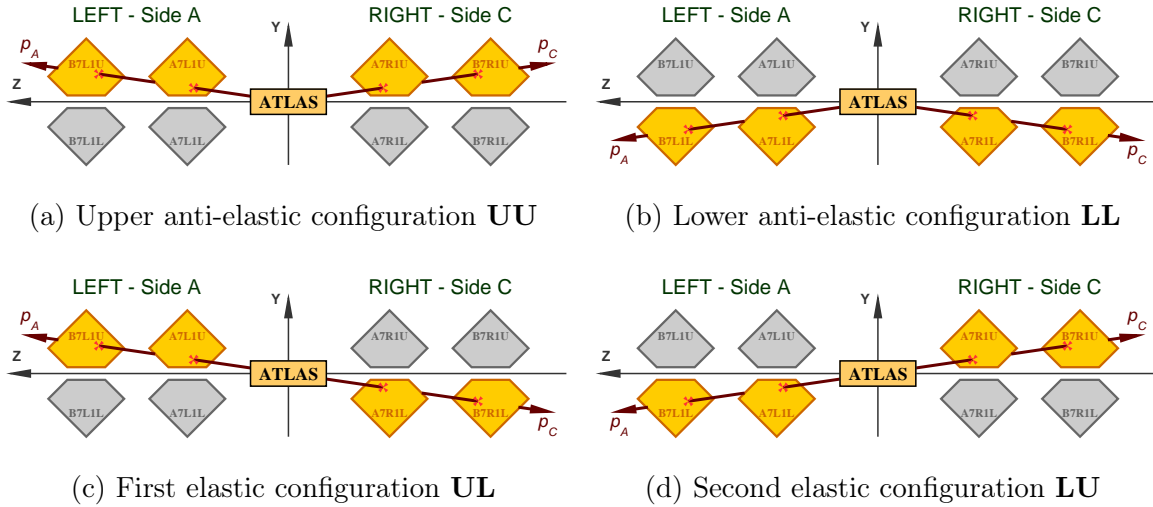 LEFT - Side A
RIGHT - Side C
LEFT - Side A
RIGHT - Side C
Y
Y
p_A
B7L1U
A7L1U
A7R1U
B7R1U
p_C
B7L1U
A7L1U
A7R1U
B7R1U
Z
ATLAS
Z
ATLAS
B7L1L
A7L1L
A7R1L
B7R1L
p_A
B7L1L
A7L1L
A7R1L
B7R1L
p_C
(a) Upper anti-elastic configuration UU
(b) Lower anti-elastic configuration LL
LEFT - Side A
RIGHT - Side C
LEFT - Side A
RIGHT - Side C
Y
Y
p_A
B7L1U
A7L1U
A7R1U
B7R1U
B7L1U
A7L1U
A7R1U
B7R1U
p_C
Z
ATLAS
Z
ATLAS
B7L1L
A7L1L
A7R1L
B7R1L
p_C
p_A
B7L1L
A7L1L
A7R1L
B7R1L
(c) First elastic configuration UL
(d) Second elastic configuration LU